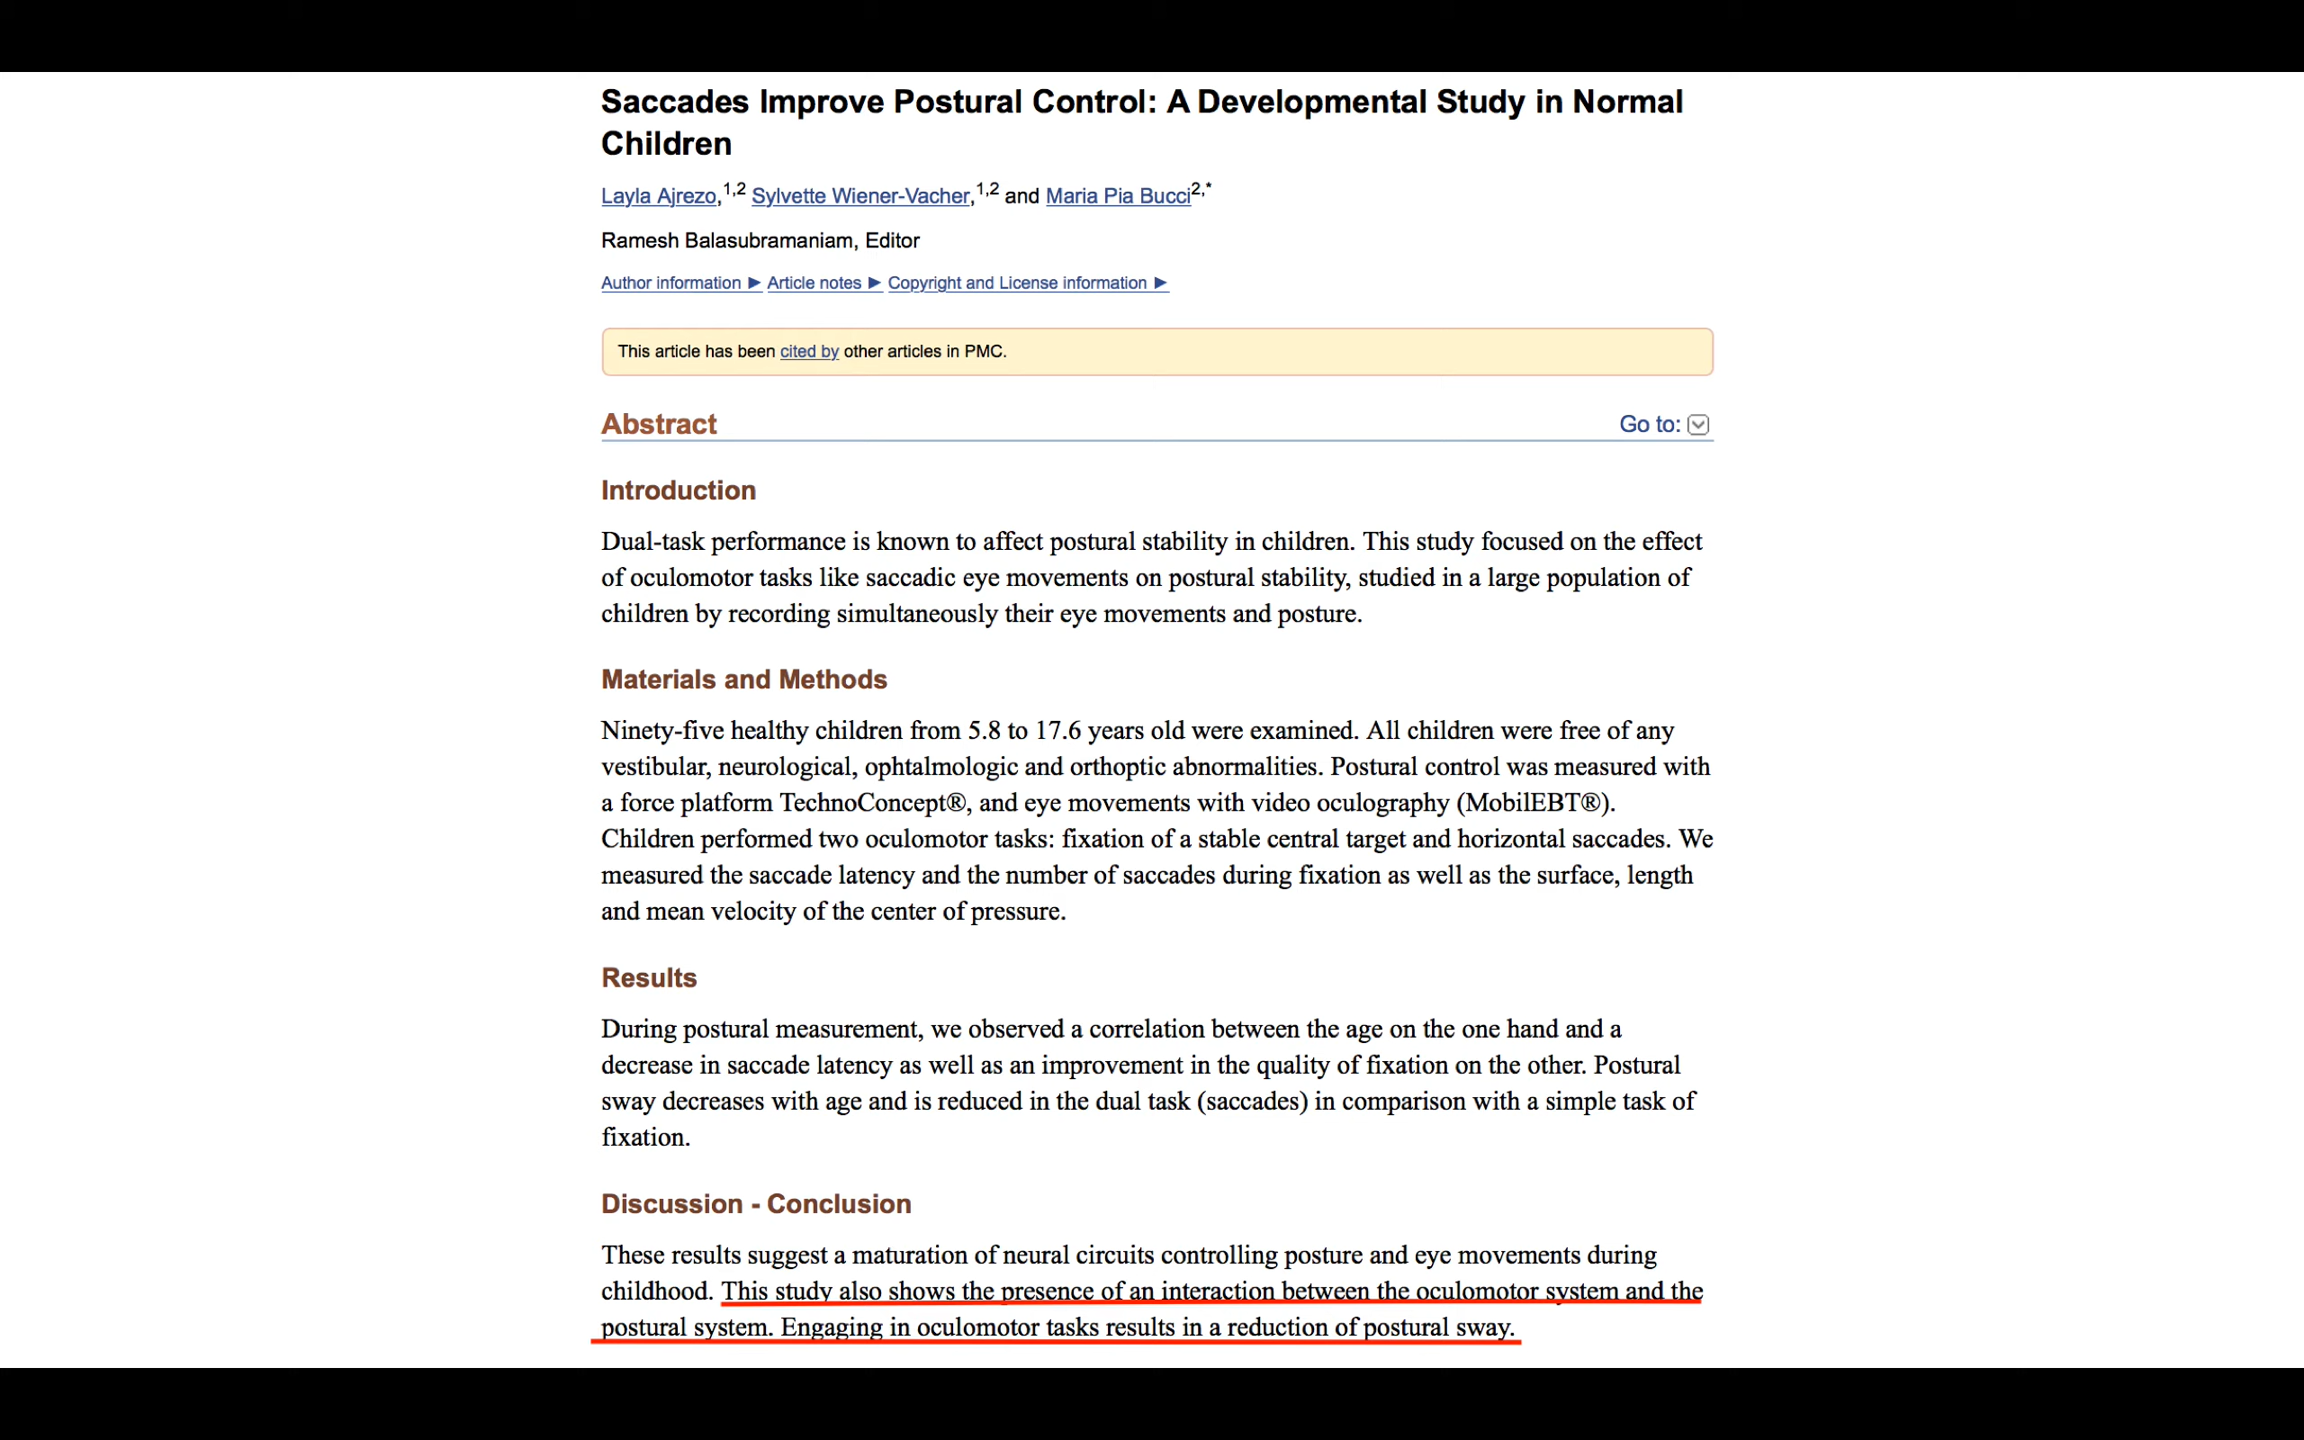 Saccades Improve Postural Control: A Developmental Study in Normal
Children
Layla Ajrezo,1,2 Sylvette Wiener-Vacher,1,2 and Maria Pia Bucci2,*
Ramesh Balasubramaniam, Editor
Author information ► Article notes ► Copyright and License information ►
This article has been cited by other articles in PMC.
Abstract
Go to:
Introduction
Dual-task performance is known to affect postural stability in children. This study focused on the effect
of oculomotor tasks like saccadic eye movements on postural stability, studied in a large population of
children by recording simultaneously their eye movements and posture.
Materials and Methods
Ninety-five healthy children from 5.8 to 17.6 years old were examined. All children were free of any
vestibular, neurological, ophtalmologic and orthoptic abnormalities. Postural control was measured with
a force platform TechnoConcept®, and eye movements with video oculography (MobilEBT®).
Children performed two oculomotor tasks: fixation of a stable central target and horizontal saccades. We
measured the saccade latency and the number of saccades during fixation as well as the surface, length
and mean velocity of the center of pressure.
Results
During postural measurement, we observed a correlation between the age on the one hand and a
decrease in saccade latency as well as an improvement in the quality of fixation on the other. Postural
sway decreases with age and is reduced in the dual task (saccades) in comparison with a simple task of
fixation.
Discussion - Conclusion
These results suggest a maturation of neural circuits controlling posture and eye movements during
childhood. This study also shows the presence of an interaction between the oculomotor system and the
postural system. Engaging in oculomotor tasks results in a reduction of postural sway.